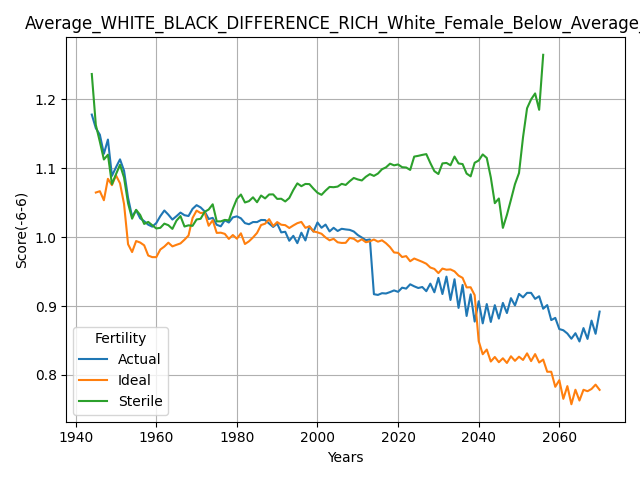 Average_WHITE_BLACK_DIFFERENCE_RICH_White_Female_Below_Average_
Score(-6-6)
1.2
1.1
1.0
0.9
0.8
Fertility
Actual
Ideal
Sterile
1940 1960 1980 2000 2020 2040 2060
Years